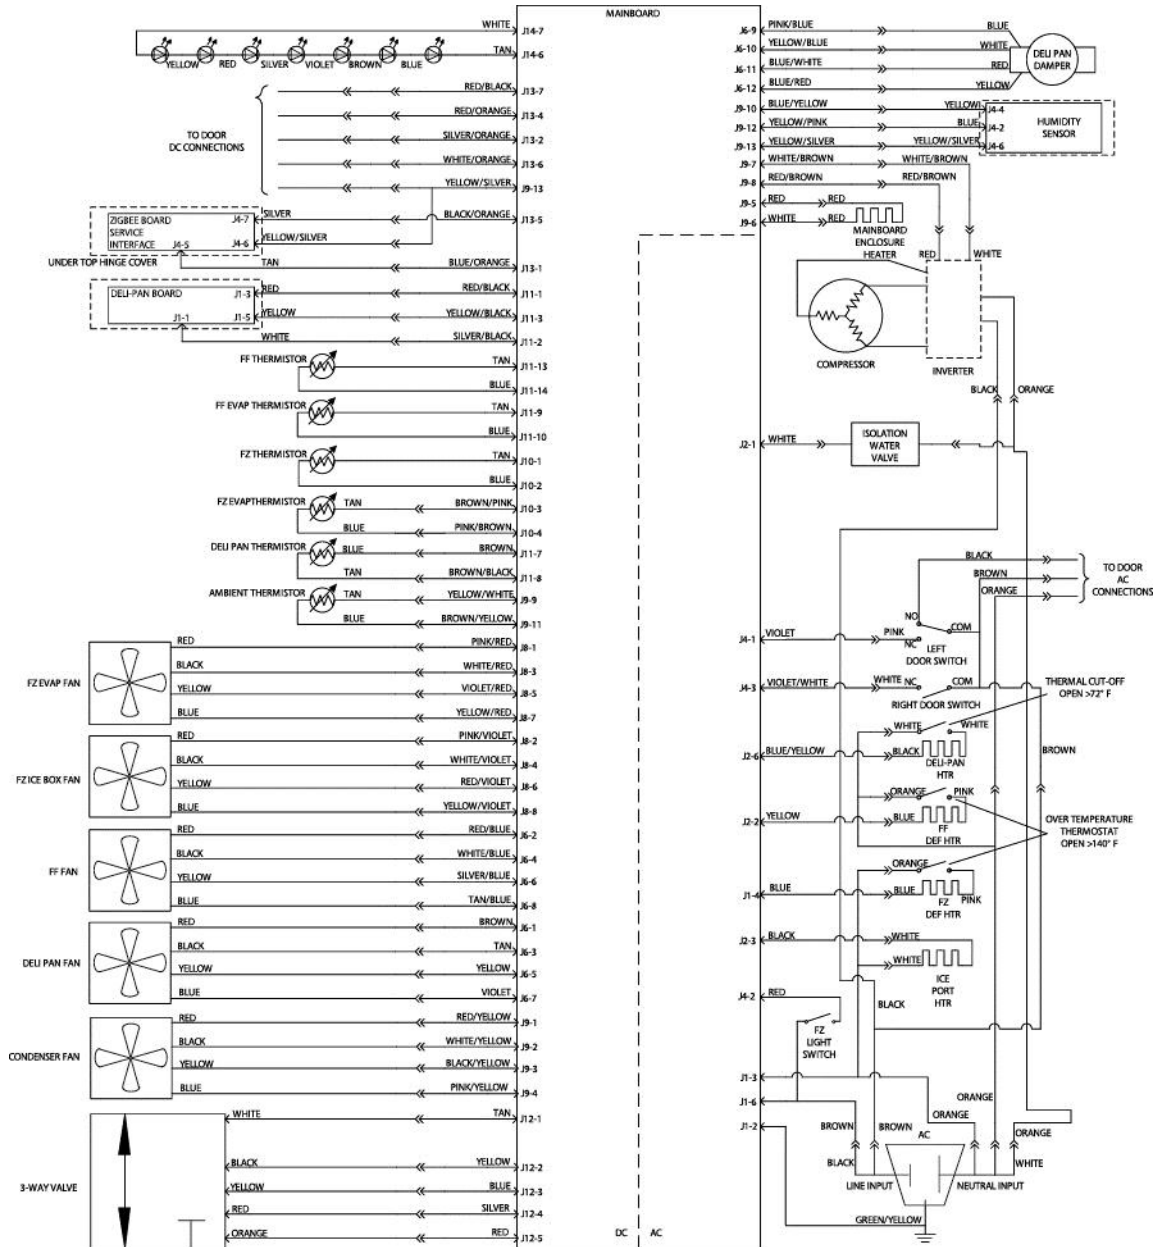 MAINBOARD
WHITE J14-7
TAN J14-6
YELLOW RED SILVER VIOLET BROWN BLUE
TO DOOR
DC CONNECTIONS
RED/BLACK J13-7
RED/ORANGE J13-4
SILVER/ORANGE J13-2
WHITE/ORANGE J13-6
YELLOW/SILVER J9-13
ZIGBEE BOARD
SERVICE
INTERFACE
J4-7 SILVER BLACK/ORANGE J13-5
J4-6 YELLOW/SILVER
J4-5
UNDER TOP HINGE COVER
TAN BLUE/ORANGE J13-1
DELI-PAN BOARD
J1-3 RED RED/BLACK J11-1
J1-5 YELLOW YELLOW/BLACK J11-3
J1-1
WHITE SILVER/BLACK J11-2
FF THERMISTOR
TAN J11-13
BLUE J11-14
FF EVAP THERMISTOR
TAN J11-9
BLUE J11-10
FZ THERMISTOR
TAN J10-1
BLUE J10-2
FZ EVAPTHERMISTOR
TAN BROWN/PINK J10-3
BLUE PINK/BROWN J10-4
DELI PAN THERMISTOR
BLUE BROWN J11-7
TAN BROWN/BLACK J11-8
AMBIENT THERMISTOR
TAN YELLOW/WHITE J9-9
BLUE BROWN/YELLOW J9-11
FZ EVAP FAN
RED PINK/RED J8-1
BLACK WHITE/RED J8-3
YELLOW VIOLET/RED J8-5
BLUE YELLOW/RED J8-7
FZ ICE BOX FAN
RED PINK/VIOLET J8-2
BLACK WHITE/VIOLET J8-4
YELLOW RED/VIOLET J8-6
BLUE YELLOW/VIOLET J8-8
FF FAN
RED RED/BLUE J6-2
BLACK WHITE/BLUE J6-4
YELLOW SILVER/BLUE J6-6
BLUE TAN/BLUE J6-8
DELI PAN FAN
RED BROWN J6-1
BLACK TAN J6-3
YELLOW YELLOW J6-5
BLUE VIOLET J6-7
CONDENSER FAN
RED RED/YELLOW J9-1
BLACK WHITE/YELLOW J9-2
YELLOW BLACK/YELLOW J9-3
BLUE PINK/YELLOW J9-4
3-WAY VALVE
WHITE TAN J12-1
BLACK YELLOW J12-2
YELLOW BLUE J12-3
RED SILVER J12-4
ORANGE RED J12-5
DC AC
J6-9 PINK/BLUE BLUE
J6-10 YELLOW/BLUE WHITE
J6-11 BLUE/WHITE RED
J6-12 BLUE/RED YELLOW
DELI PAN
DAMPER
J9-10 BLUE/YELLOW YELLOW J4-4
J9-12 YELLOW/PINK BLUE J4-2
J9-13 YELLOW/SILVER YELLOW/SILVER J4-6
HUMIDITY
SENSOR
J9-7 WHITE/BROWN WHITE/BROWN
J9-8 RED/BROWN RED/BROWN
J9-5 RED RED
J9-6 WHITE RED
MAINBOARD
ENCLOSURE
HEATER
RED WHITE
COMPRESSOR
INVERTER
BLACK ORANGE
J2-1 WHITE
ISOLATION
WATER
VALVE
BLACK
BROWN
ORANGE
TO DOOR
AC
CONNECTIONS
NO
COM
J4-1 VIOLET PINK NC
LEFT
DOOR SWITCH
J4-3 VIOLET/WHITE WHITE NC COM
RIGHT DOOR SWITCH
THERMAL CUT-OFF
OPEN >72° F
WHITE WHITE
J2-6 BLUE/YELLOW BLACK
DELI-PAN
HTR
BROWN
ORANGE PINK
J2-2 YELLOW BLUE
FF
DEF HTR
OVER TEMPERATURE
THERMOSTAT
OPEN >140° F
ORANGE
J1-4 BLUE BLUE PINK
FZ
DEF HTR
J2-3 BLACK WHITE
WHITE
ICE
PORT
HTR
J4-2 RED
BLACK
FZ
LIGHT
SWITCH
J1-3
J1-6
J1-2
ORANGE
ORANGE
BROWN BROWN AC ORANGE
BLACK WHITE
LINE INPUT NEUTRAL INPUT
GREEN/YELLOW